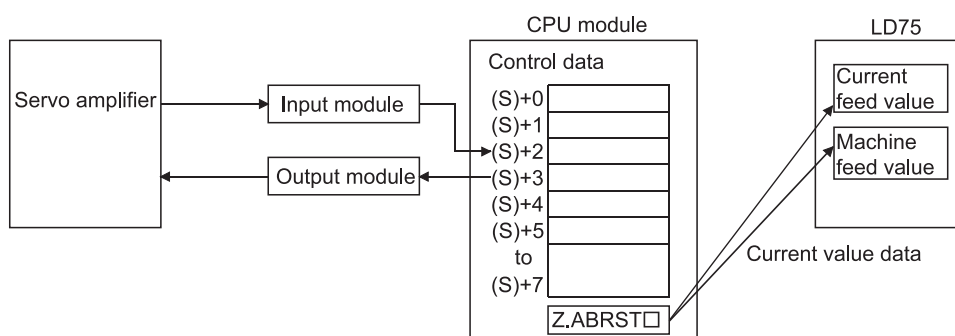 CPU module
LD75
Control data
Servo amplifier
Input module
Output module
(S)+0
(S)+1
(S)+2
(S)+3
(S)+4
(S)+5
to
(S)+7
Z.ABRST□
Current
feed value
Machine
feed value
Current value data